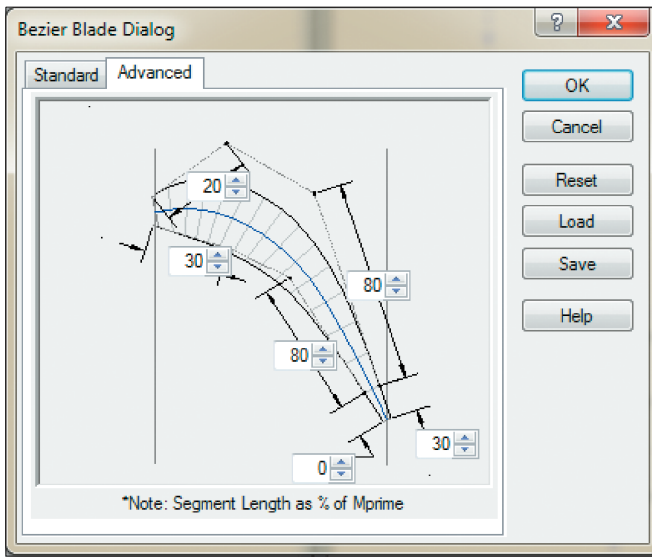 Bezier Blade Dialog
Standard
Advanced
OK
Cancel
Reset
Load
Save
Help
20
30
80
80
30
0
*Note: Segment Length as % of Mprime